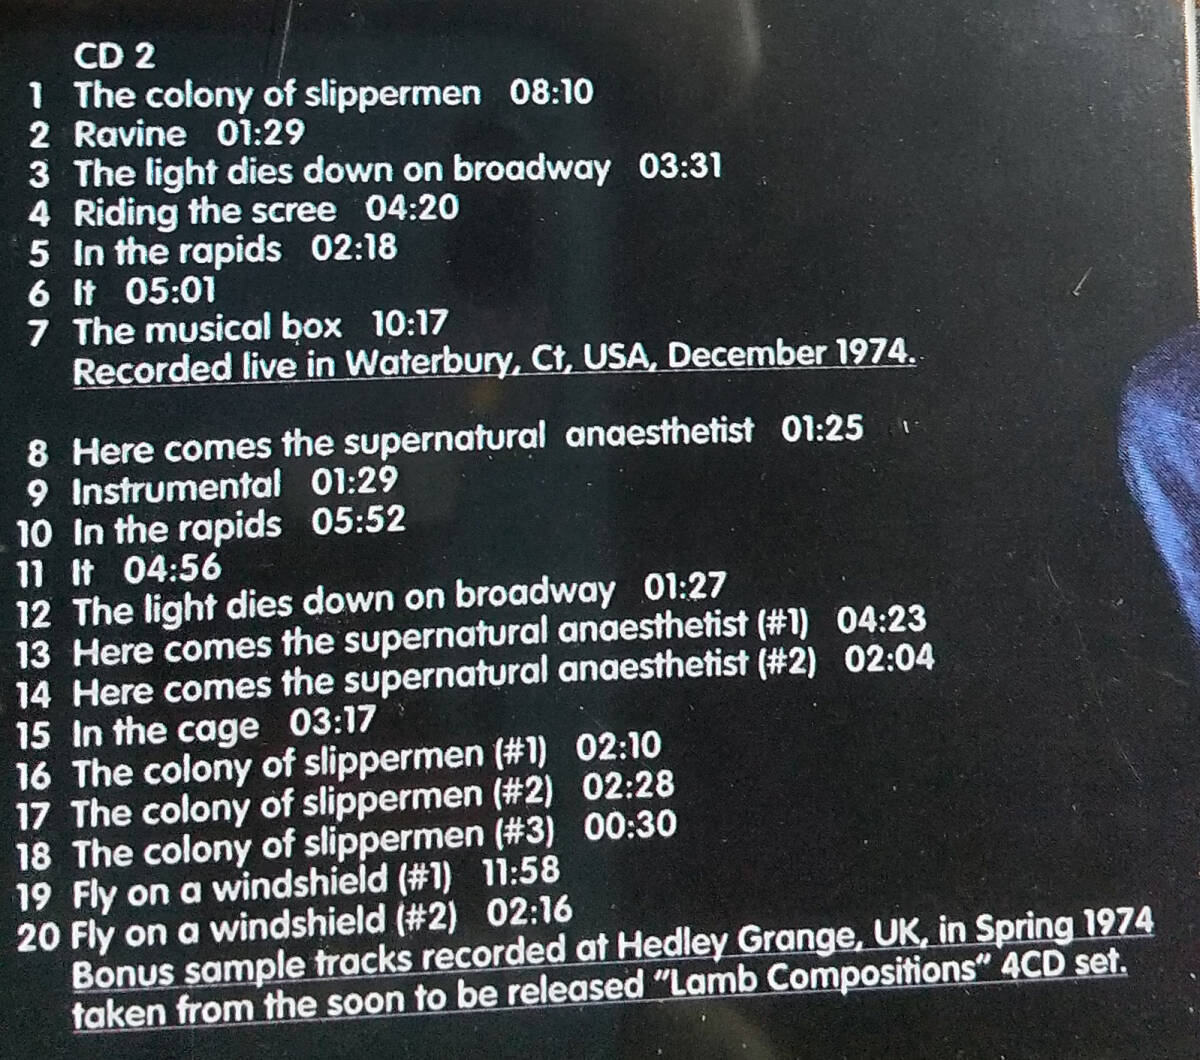 CD 2
1 The colony of slippermen 08:10
2 Ravine 01:29
3 The light dies down on broadway 03:31
4 Riding the scree 04:20
5 In the rapids 02:18
6 It 05:01
7 The musical box 10:17
Recorded live in Waterbury, Ct, USA, December 1974.
8 Here comes the supernatural anaesthetist 01:25
9 Instrumental 01:29
10 In the rapids 05:52
11 It 04:56
12 The light dies down on broadway 01:27
13 Here comes the supernatural anaesthetist (#1) 04:23
14 Here comes the supernatural anaesthetist (#2) 02:04
15 In the cage 03:17
16 The colony of slippermen (#1) 02:10
17 The colony of slippermen (#2) 02:28
18 The colony of slippermen (#3) 00:30
19 Fly on a windshield (#1) 11:58
20 Fly on a windshield (#2) 02:16
Bonus sample tracks recorded at Hedley Grange, UK, in Spring 1974
taken from the soon to be released "Lamb Compositions" 4CD set.